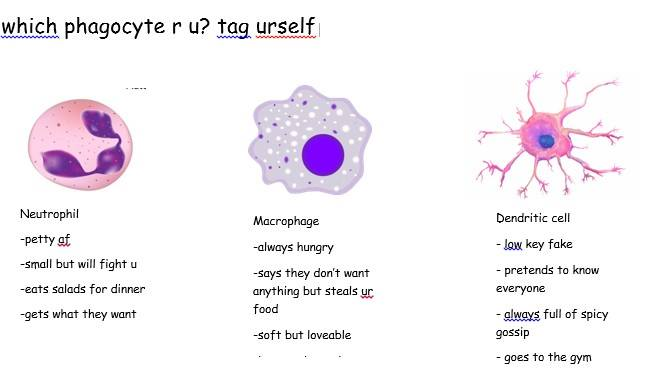 which phagocyte r u? tag urself
Neutrophil
-petty af
-small but will fight u
-eats salads for dinner
-gets what they want
Macrophage
-always hungry
-says they don't want
anything but steals ur
food
-soft but loveable
Dendritic cell
- low key fake
- pretends to know
everyone
- always full of spicy
gossip
- goes to the gym